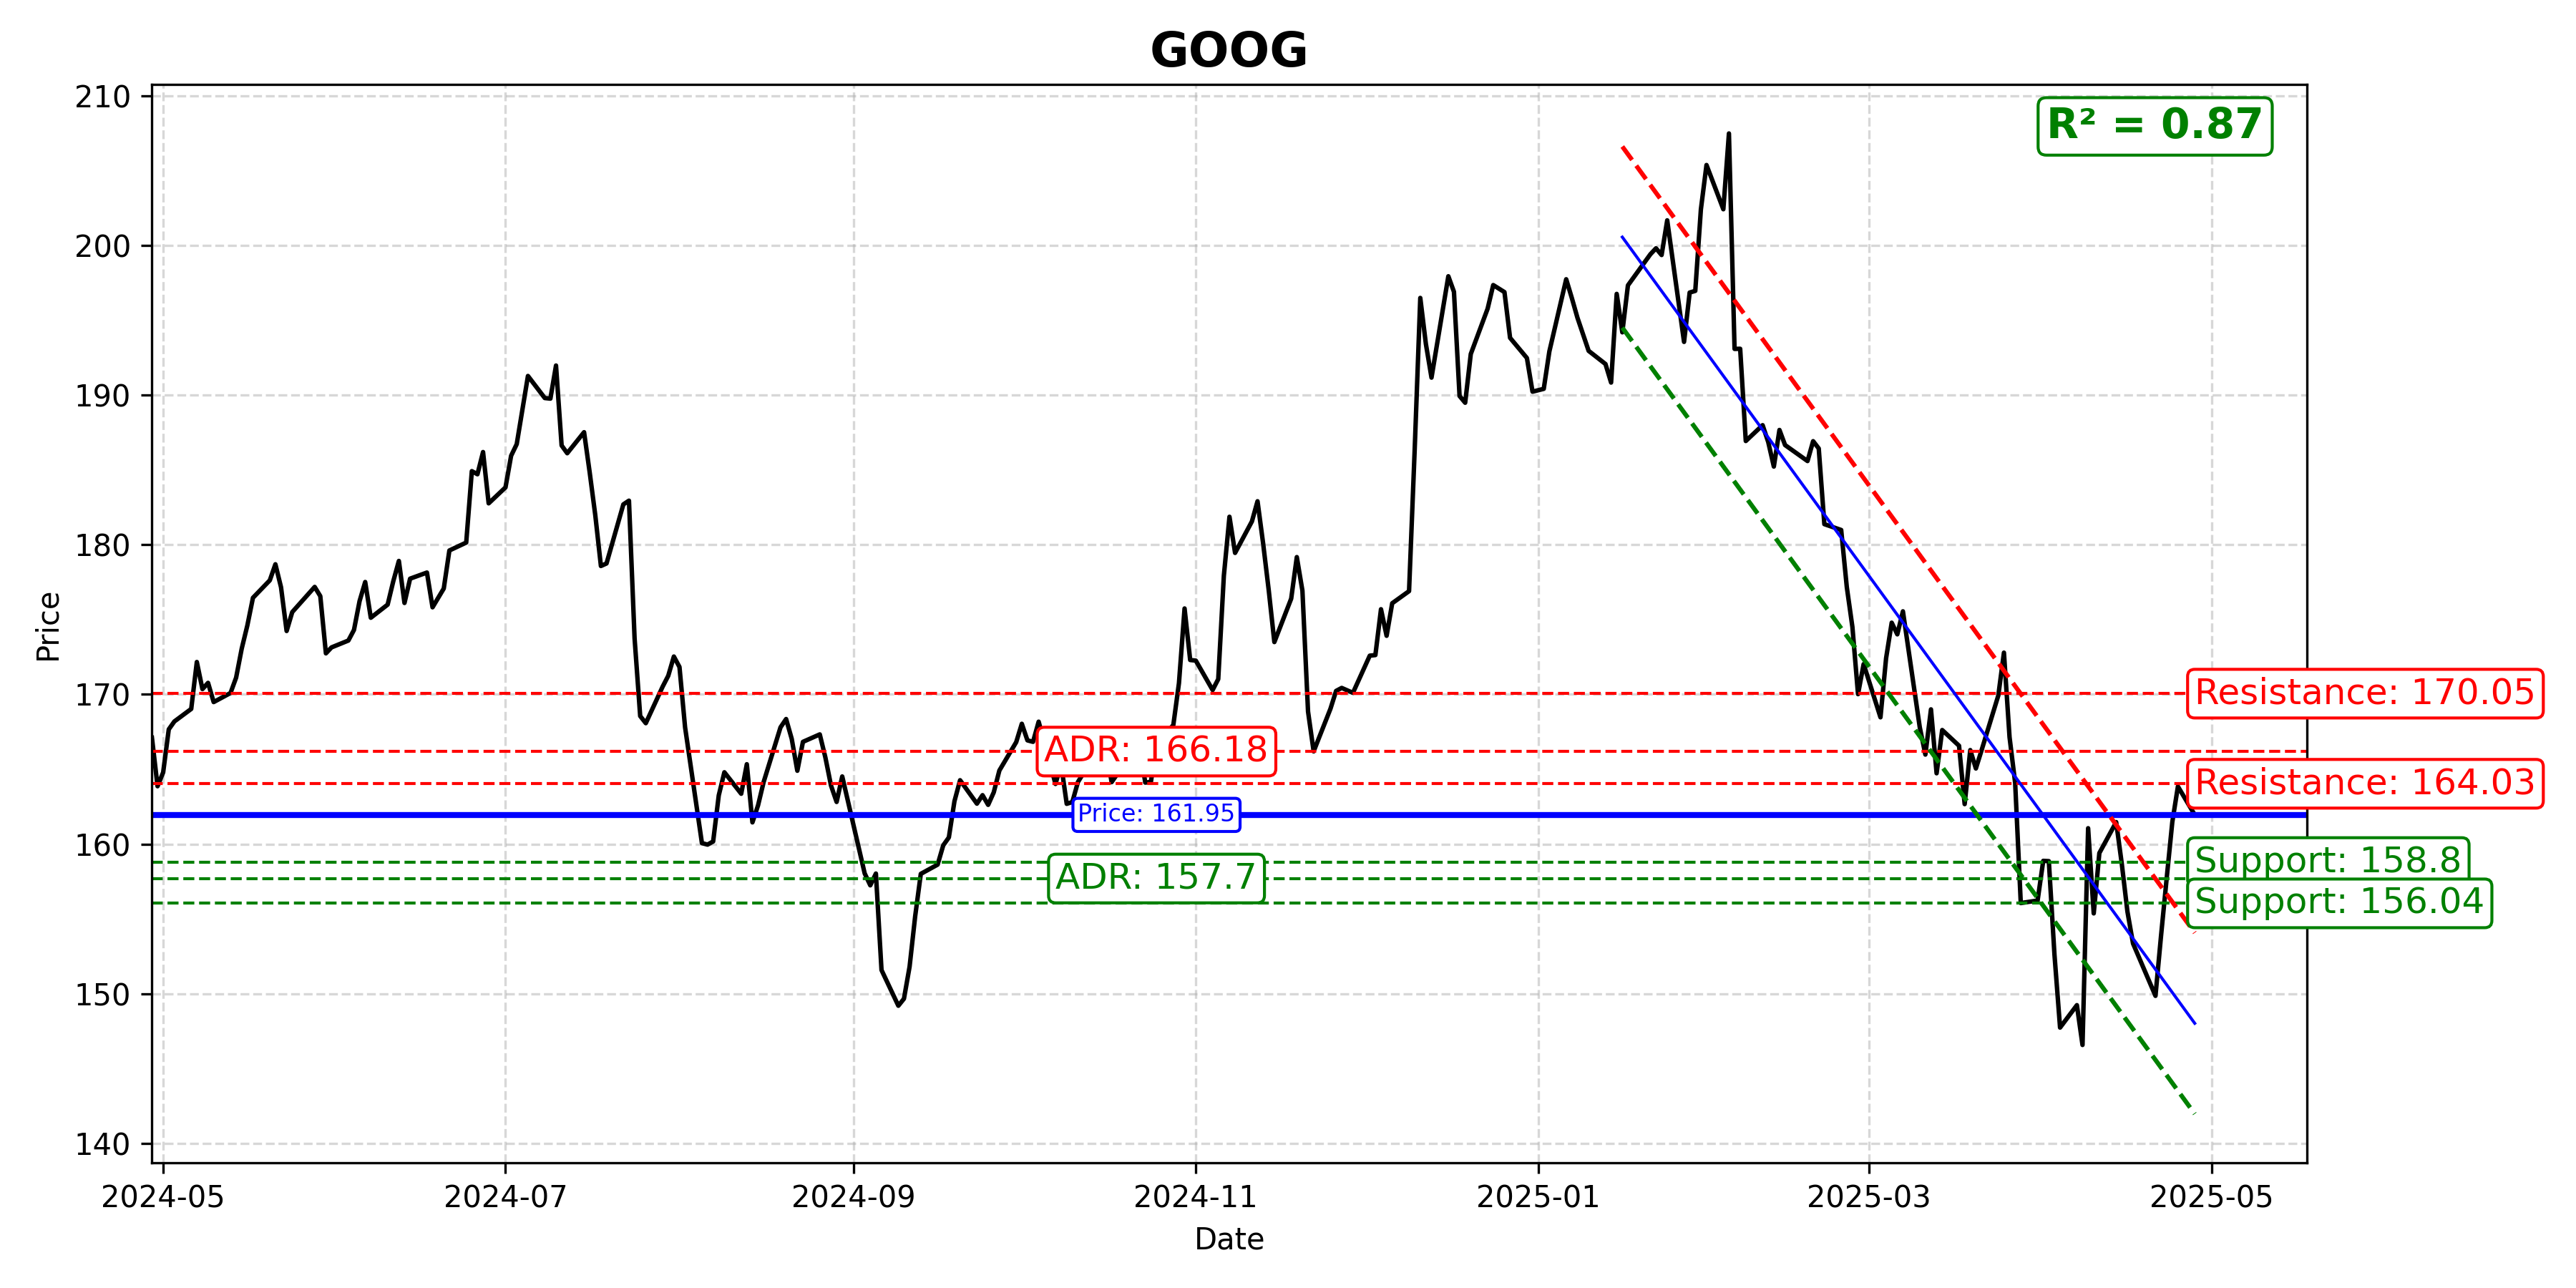 GOOG
R² = 0.87
210
200
190
180
170
160
150
140
Price
Resistance: 170.05
ADR: 166.18
Resistance: 164.03
Price: 161.95
Support: 158.8
ADR: 157.7
Support: 156.04
2024-05
2024-07
2024-09
2024-11
2025-01
2025-03
2025-05
Date